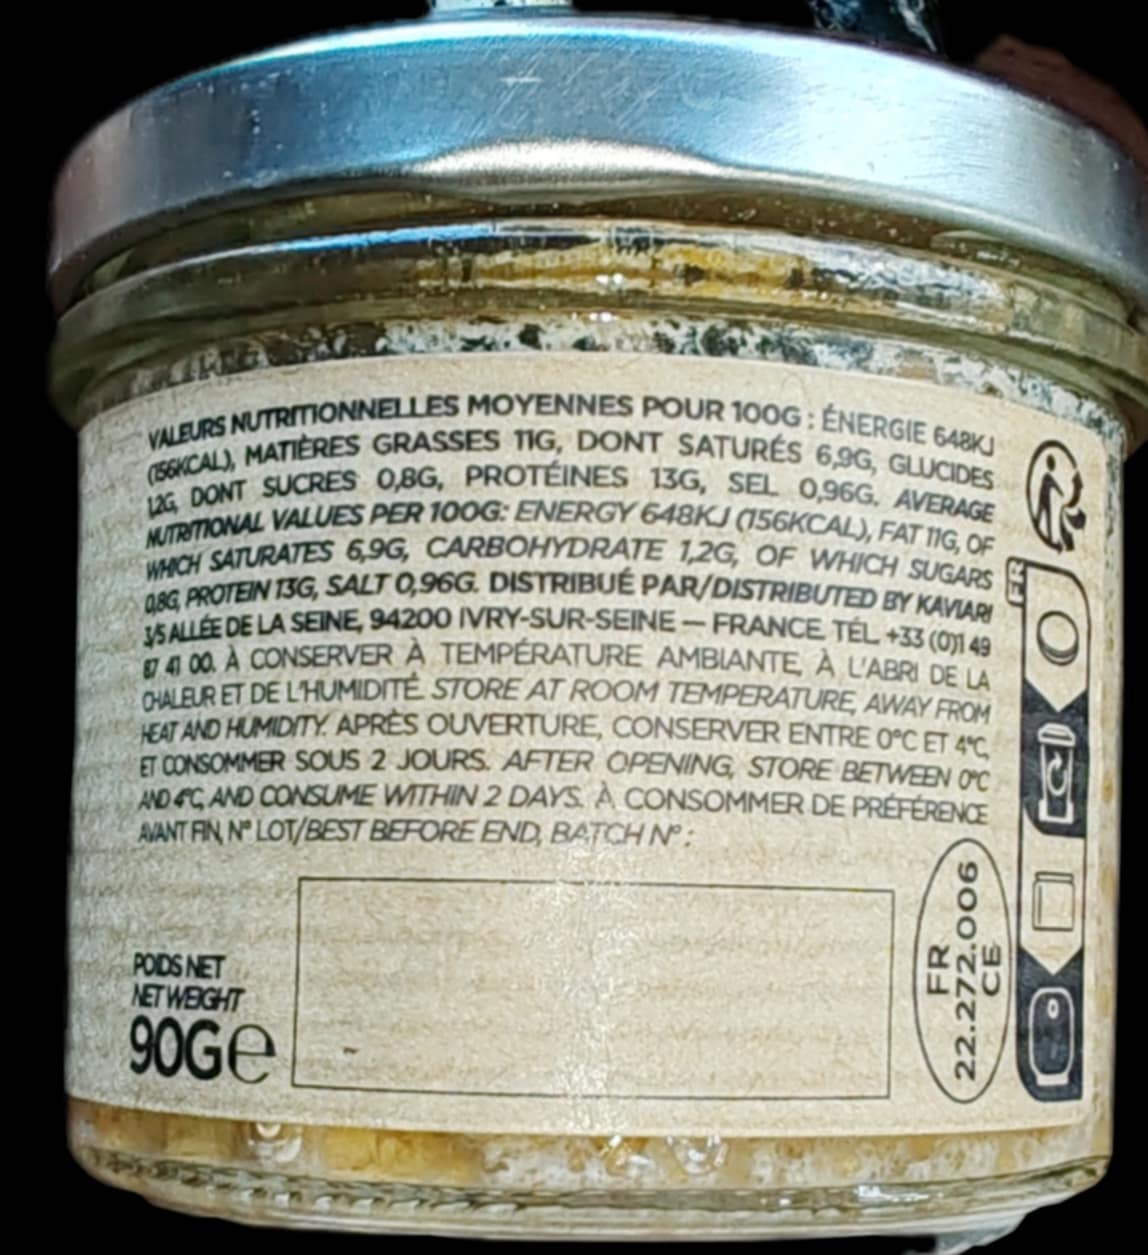 VALEURS NUTRITIONNELLES MOYENNES POUR 100G : ÉNERGIE 648KJ
(156KCAL), MATIÈRES GRASSES 11G, DONT SATURÉS 6,9G, GLUCIDES
1,2G, DONT SUCRES 0,8G, PROTÉINES 13G, SEL 0,96G. AVERAGE
NUTRITIONAL VALUES PER 100G: ENERGY 648KJ (156KCAL), FAT 11G, OF
WHICH SATURATES 6,9G, CARBOHYDRATE 1,2G, OF WHICH SUGARS
0,8G, PROTEIN 13G, SALT 0,96G. DISTRIBUÉ PAR/DISTRIBUTED BY KAVIARI
3/5 ALLÉE DE LA SEINE, 94200 IVRY-SUR-SEINE – FRANCE. TÉL. +33 (0)1 49
87 41 00. À CONSERVER À TEMPÉRATURE AMBIANTE, À L'ABRI DE LA
CHALEUR ET DE L'HUMIDITÉ. STORE AT ROOM TEMPERATURE, AWAY FROM
HEAT AND HUMIDITY. APRÈS OUVERTURE, CONSERVER ENTRE 0°C ET 4°C,
ET CONSOMMER SOUS 2 JOURS. AFTER OPENING, STORE BETWEEN 0°C
AND 4°C, AND CONSUME WITHIN 2 DAYS. À CONSOMMER DE PRÉFÉRENCE
AVANT FIN, N° LOT/BEST BEFORE END, BATCH N° :
POIDS NET
NET WEIGHT
90G e
FR
22.272.006
CE
FR